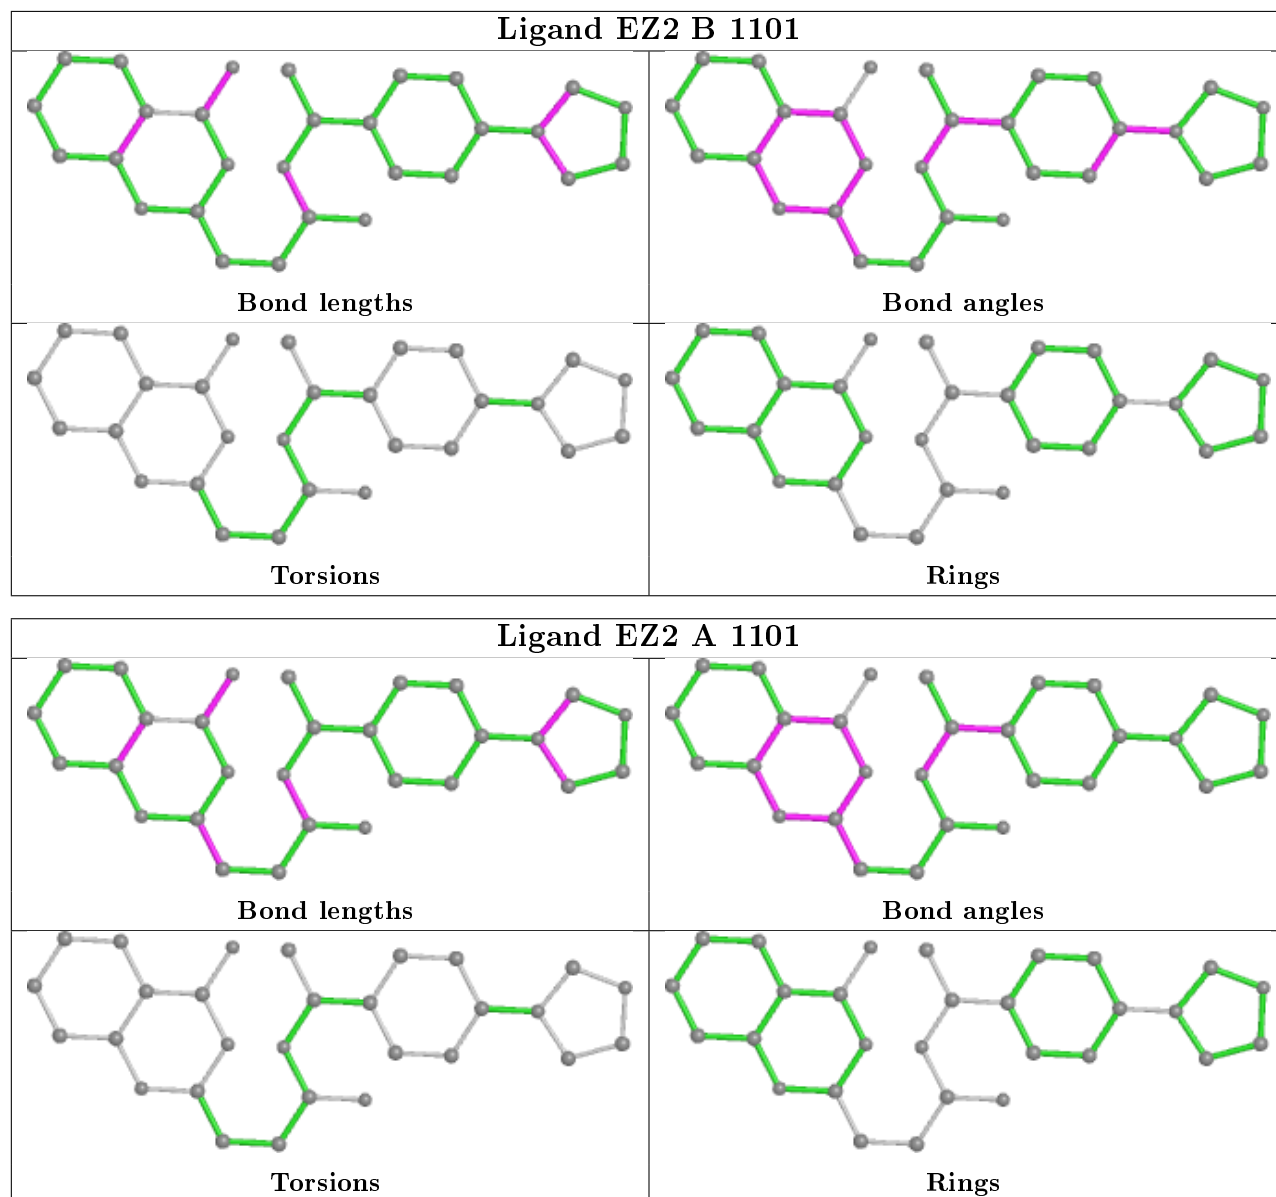 Ligand EZ2 B 1101
Bond lengths
Bond angles
Torsions
Rings
Ligand EZ2 A 1101
Bond lengths
Bond angles
Torsions
Rings